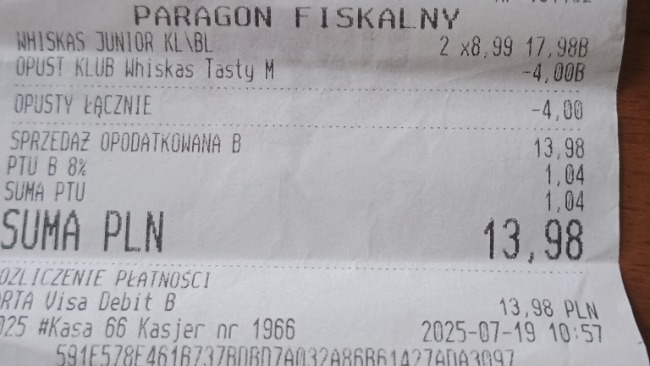 PARAGON FISKALNY
WHISKAS JUNIOR KL\BL 2 x8,99 17,98B
OPUST KLUB Whiskas Tasty M -4,00B
OPUSTY ŁĄCZNIE -4,00
SPRZEDAŻ OPODATKOWANA B 13,98
PTU B 8% 1,04
SUMA PTU 1,04
SUMA PLN 13,98
OZLICZENIE PŁATNOŚCI
RTA Visa Debit B 13,98 PLN
025 #Kasa 66 Kasjer nr 1966 2025-07-19 10:57